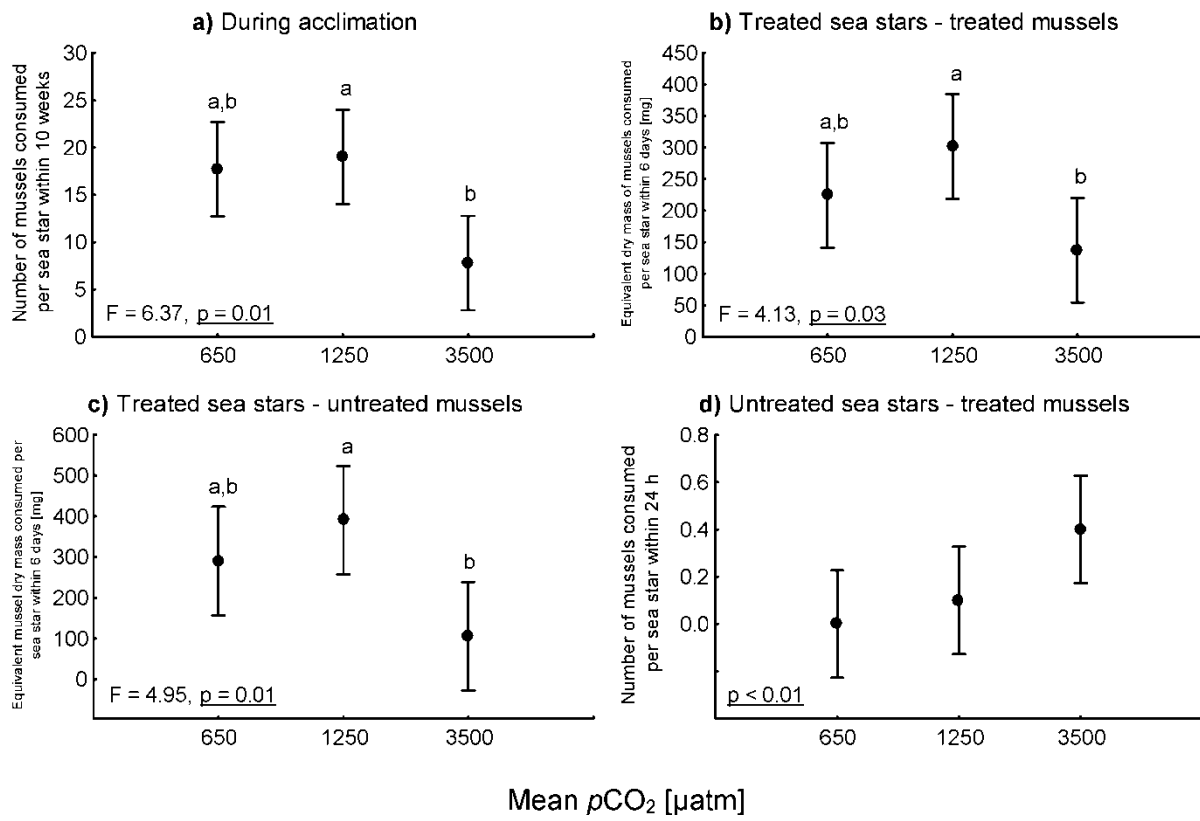 a) During acclimation
Number of mussels consumed
per sea star within 10 weeks
30
25
20
15
10
5
0
a,b
a
b
F = 6.37, p = 0.01
650
1250
3500
b) Treated sea stars - treated mussels
Equivalent dry mass of mussels consumed
per sea star within 6 days [mg]
450
400
350
300
250
200
150
100
50
0
a,b
a
b
F = 4.13, p = 0.03
650
1250
3500
c) Treated sea stars - untreated mussels
Equivalent mussel dry mass consumed per
sea star within 6 days [mg]
600
500
400
300
200
100
0
a,b
a
b
F = 4.95, p = 0.01
650
1250
3500
d) Untreated sea stars - treated mussels
Number of mussels consumed
per sea star within 24 h
0.8
0.6
0.4
0.2
0.0
p < 0.01
650
1250
3500
Mean pCO₂ [µatm]